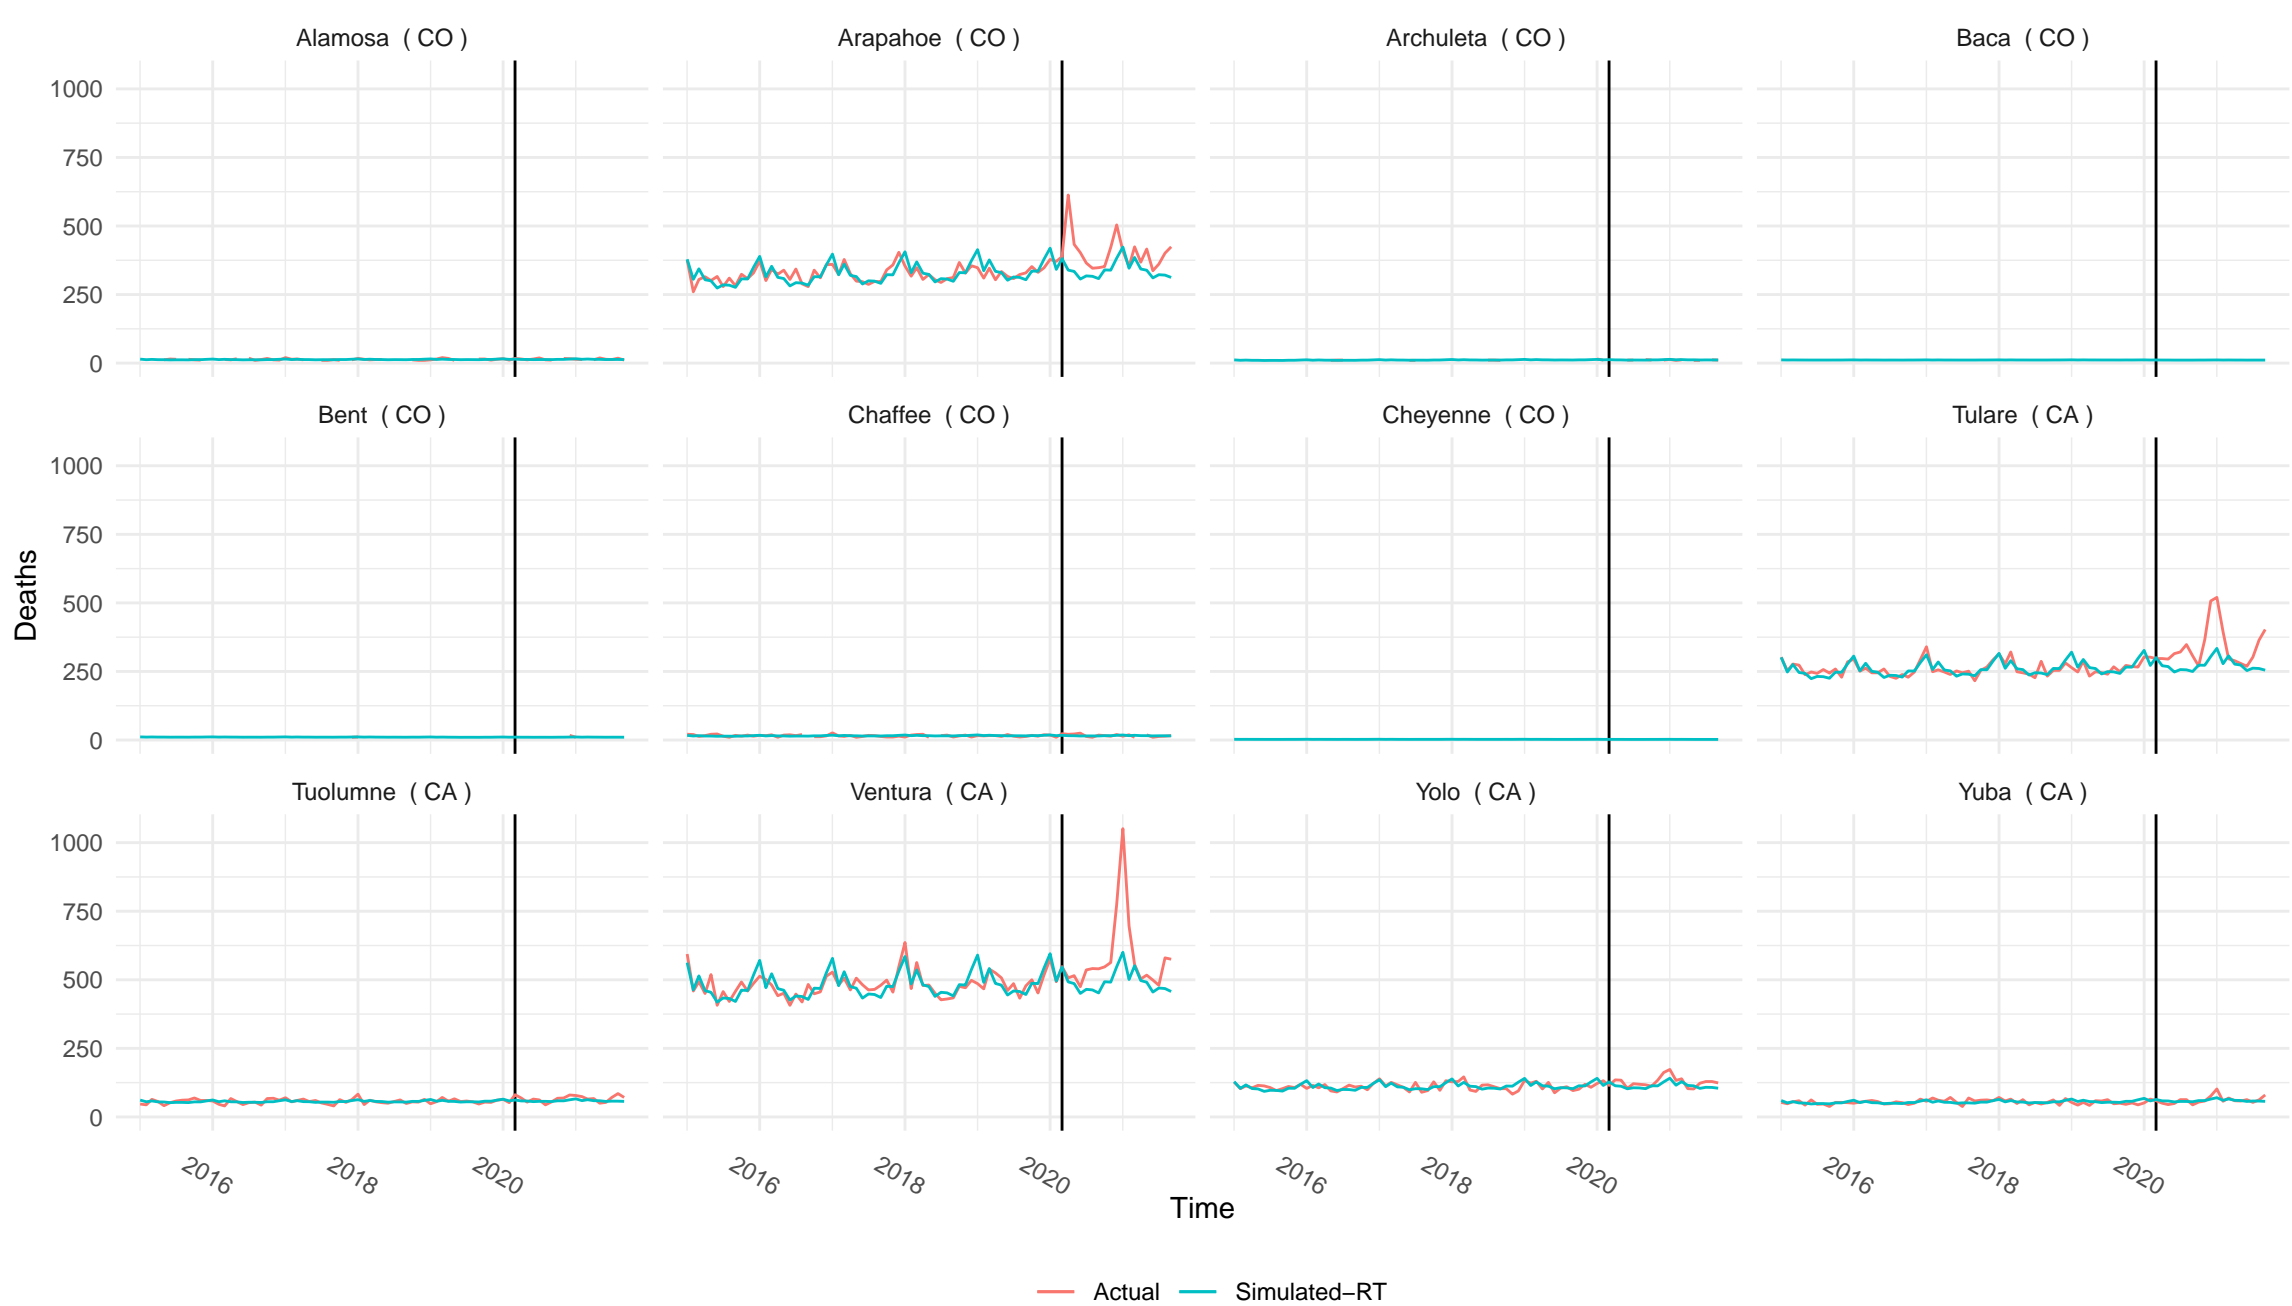 Alamosa ( CO )
Arapahoe ( CO )
Archuleta ( CO )
Baca ( CO )
1000
750
500
250
0
Bent ( CO )
Chaffee ( CO )
Cheyenne ( CO )
Tulare ( CA )
1000
750
500
250
0
Deaths
Tuolumne ( CA )
Ventura ( CA )
Yolo ( CA )
Yuba ( CA )
1000
750
500
250
0
2016 2018 2020
2016 2018 2020
2016 2018 2020
2016 2018 2020
Time
Actual
Simulated−RT